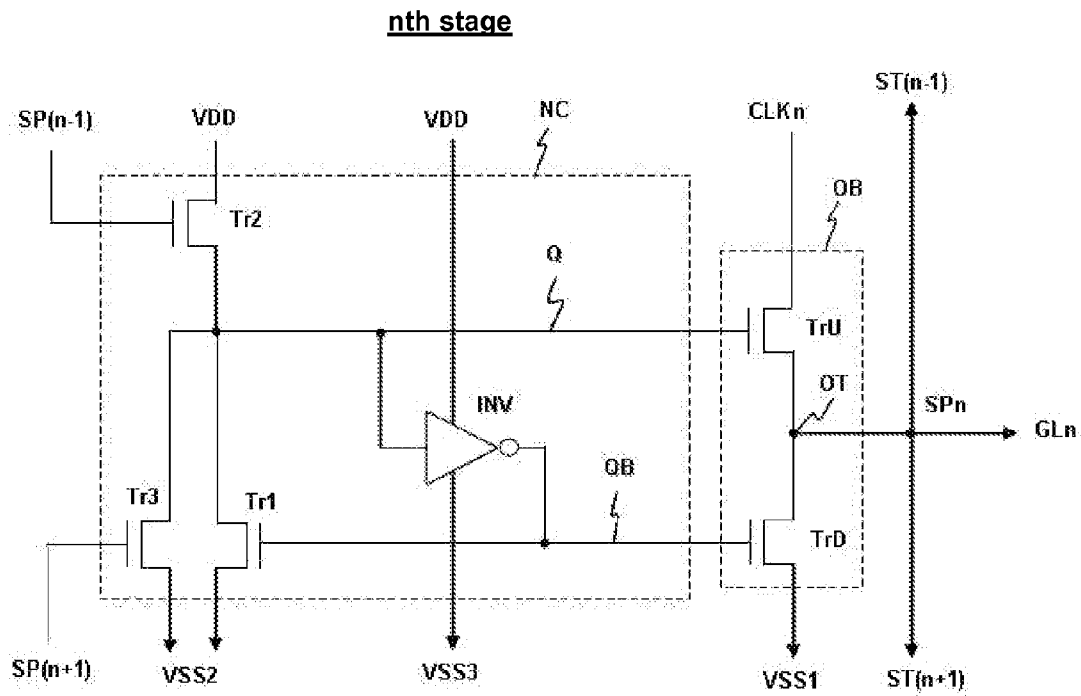 nth stage
ST(n-1)
SP(n-1)
VDD
VDD
NC
CLKn
OB
Tr2
Q
TrU
OT
SPn
INV
GLn
QB
Tr3
Tr1
TrD
SP(n+1)
VSS2
VSS3
VSS1
ST(n+1)